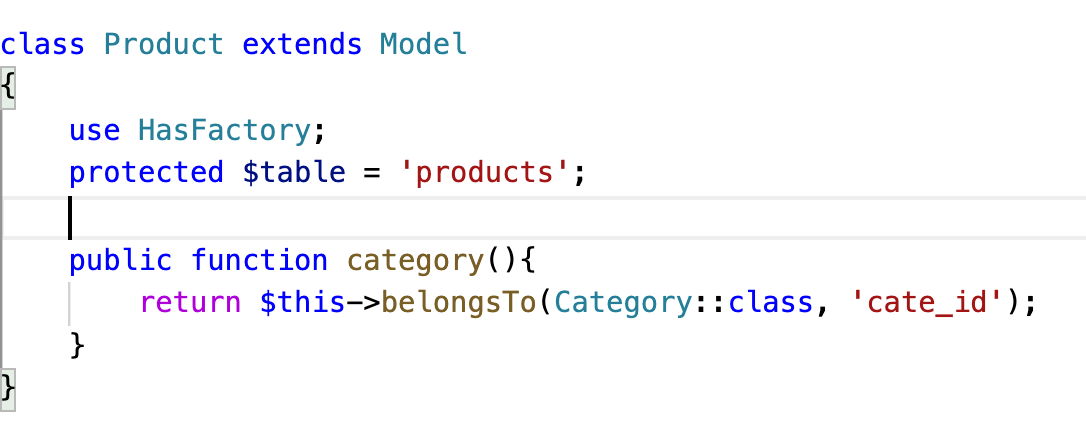 class Product extends Model
{
    use HasFactory;
    protected $table = 'products';
    public function category(){
        return $this->belongsTo(Category::class, 'cate_id');
    }
}